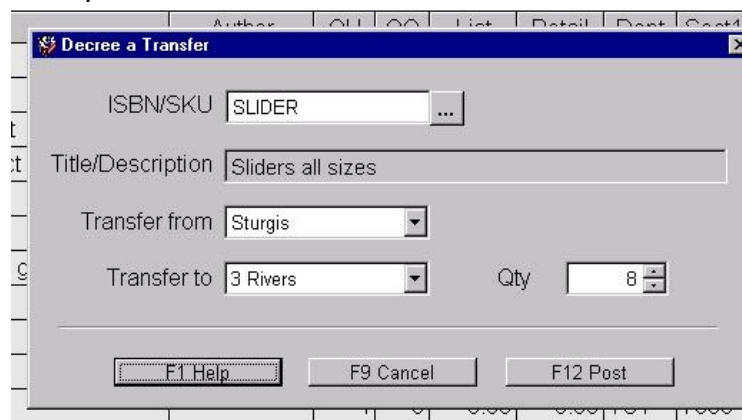 Author OH OO List Retail Dept Sect1
Decree a Transfer
ISBN/SKU SLIDER ...
Title/Description Sliders all sizes
Transfer from Sturgis
Transfer to 3 Rivers Qty 8
F1 Help F9 Cancel F12 Post